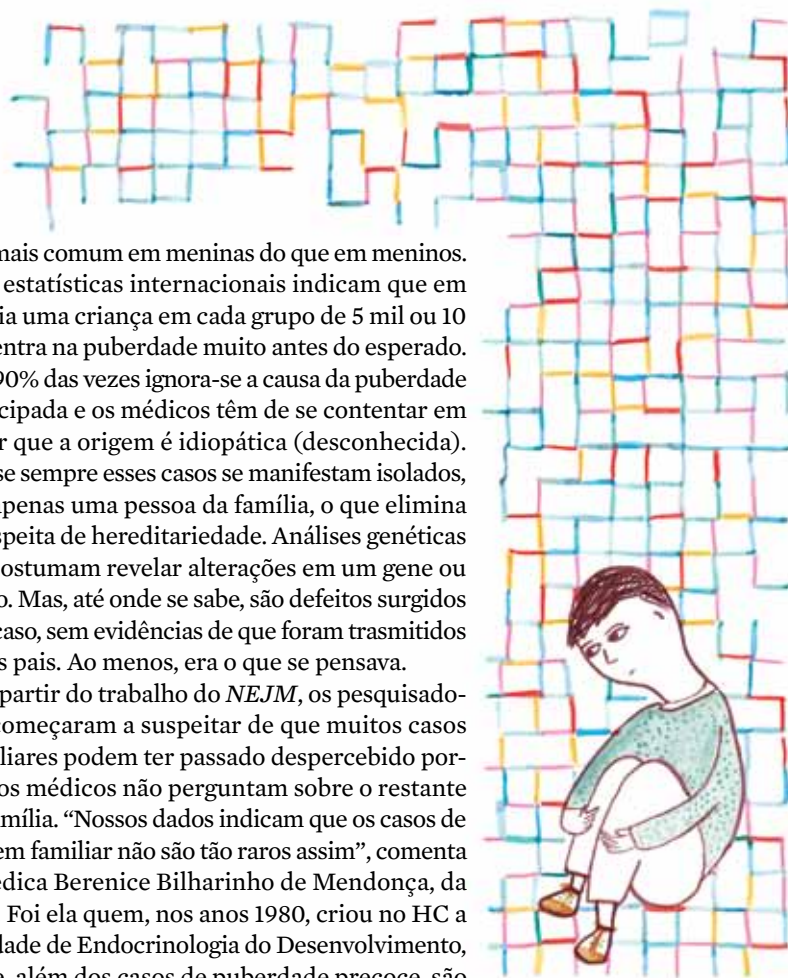 mais comum em meninas do que em meninos.
estatísticas internacionais indicam que em
uma criança em cada grupo de 5 mil ou 10
entra na puberdade muito antes do esperado.
90% das vezes ignora-se a causa da puberdade
cipada e os médicos têm de se contentar em
r que a origem é idiopática (desconhecida).
se sempre esses casos se manifestam isolados,
apenas uma pessoa da família, o que elimina
speita de hereditariedade. Análises genéticas
ostumam revelar alterações em um gene ou
o. Mas, até onde se sabe, são defeitos surgidos
caso, sem evidências de que foram trasmitidos
s pais. Ao menos, era o que se pensava.
partir do trabalho do NEJM, os pesquisado-
começaram a suspeitar de que muitos casos
liares podem ter passado despercebido por-
os médicos não perguntam sobre o restante
mília. “Nossos dados indicam que os casos de
em familiar não são tão raros assim”, comenta
édica Berenice Bilharinho de Mendonça, da
Foi ela quem, nos anos 1980, criou no HC a
dade de Endocrinologia do Desenvolvimento,
e, além dos casos de puberdade precoce, são